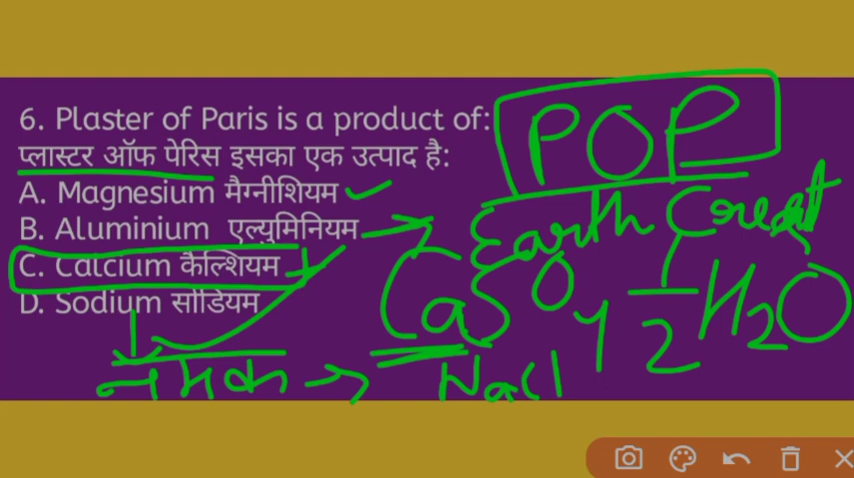 6. Plaster of Paris is a product of:
प्लास्टर ऑफ पेरिस इसका एक उत्पाद है:
POP
A. Magnesium मैग्नीशियम
B. Aluminium एल्युमिनियम
Earth Crust
C. Calcium कैल्शियम
D. Sodium सोडियम
CaSO4 1/2 H2O
नमक → NaCl